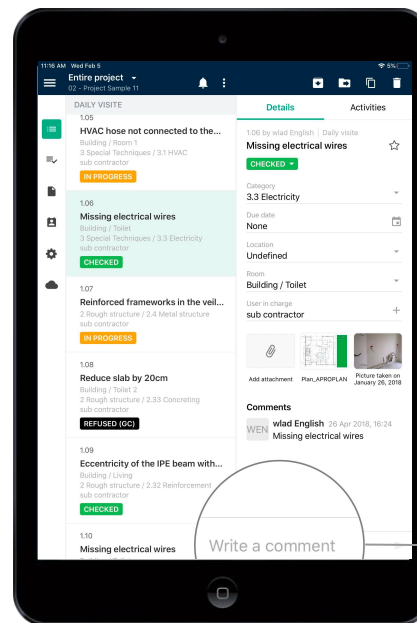 11:16 AM Wed Feb 5
5%
Entire project
02 - Project Sample 11
DAILY VISITE
1.05
HVAC hose not connected to the...
Building / Room 1
3 Special Techniques / 3.1 HVAC
sub contractor
IN PROGRESS
1.06
Missing electrical wires
Building / Toilet
3 Special Techniques / 3.3 Electricity
sub contractor
CHECKED
1.07
Reinforced frameworks in the veil...
2 Rough structure / 2.4 Metal structure
sub contractor
IN PROGRESS
1.08
Reduce slab by 20cm
Building / Toilet 2
2 Rough structure / 2.33 Concreting
sub contractor
REFUSED (GC)
1.09
Eccentricity of the IPE beam with...
Building / Living
2 Rough structure / 2.32 Reinforcement
sub contractor
CHECKED
1.10
Missing electrical wires
Details Activities
1.06 by wlad English | Daily visite
Missing electrical wires
CHECKED
Category
3.3 Electricity
Due date
None
Location
Undefined
Room
Building / Toilet
User in charge
sub contractor
Add attachment
Plan_APROPLAN
Picture taken on
January 26, 2018
Comments
WEN
wlad English 26 Apr 2018, 16:24
Missing electrical wires
Write a comment